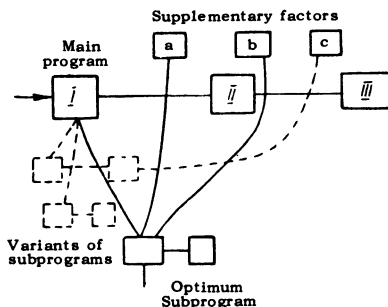 Supplementary factors
Main
program
a
b
c
I
II
III
Variants of
subprograms
Optimum
Subprogram